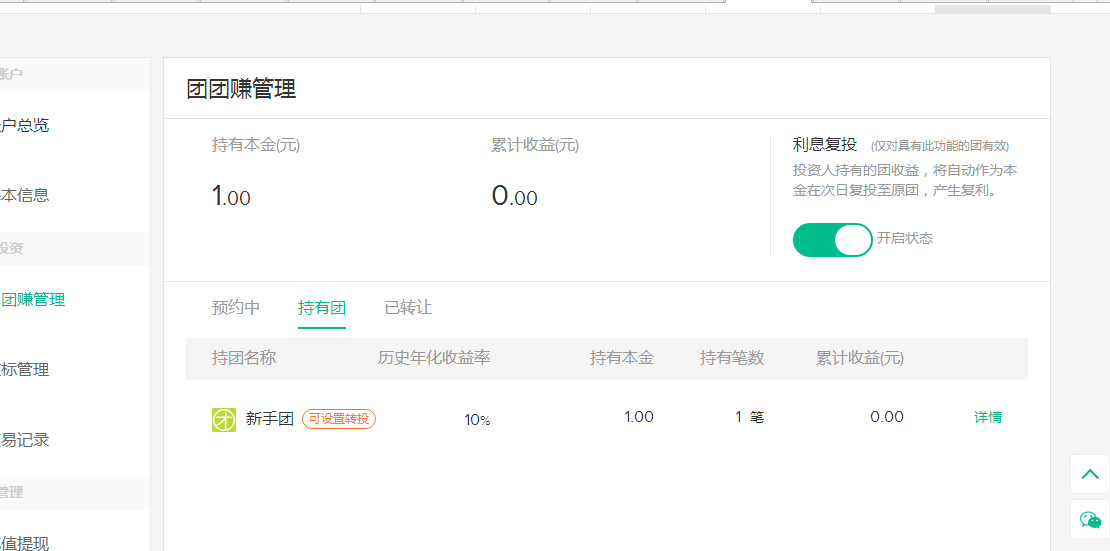 账户
户总览
本信息
投资
团赚管理
标管理
易记录
管理
值提现
团团赚管理
持有本金(元)
累计收益(元)
1.00
0.00
利息复投 (仅对具有此功能的团有效)
投资人持有的团收益，将自动作为本
金在次日复投至原团，产生复利。
开启状态
预约中 持有团 已转让
持团名称 历史年化收益率 持有本金 持有笔数 累计收益(元)
团 新手团 可设置转投 10% 1.00 1 笔 0.00 详情